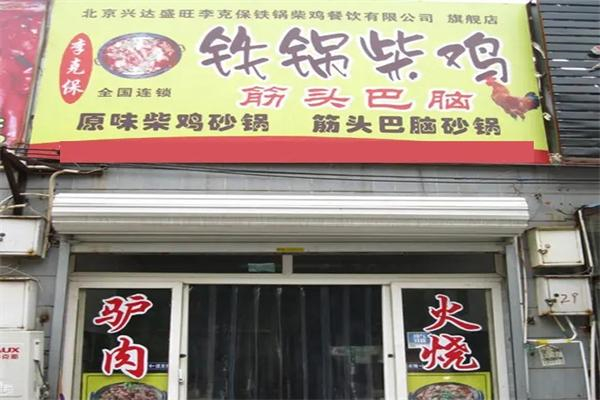 北京兴达盛旺李克保铁锅柴鸡餐饮有限公司 旗舰店
李克保
铁锅柴鸡
全国连锁
筋头巴脑
原味柴鸡砂锅 筋头巴脑砂锅
驴肉
火烧
29